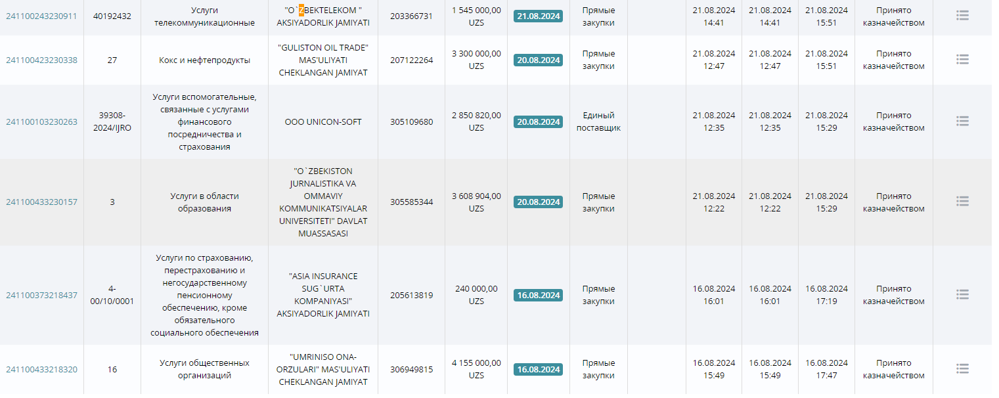 241100243230911
40192432
Услуги
телекоммуникационные
"O`ZBEKTELEKOM "
AKSIYADORLIK JAMIYATI
203366731
1 545 000,00
UZS
21.08.2024
Прямые
закупки
21.08.2024
14:41
21.08.2024
14:41
21.08.2024
15:51
Принято
казначейством
241100423230338
27
Кокс и нефтепродукты
"GULISTON OIL TRADE"
MAS'ULIYATI
CHEKLANGAN JAMIYAT
207122264
3 300 000,00
UZS
20.08.2024
Прямые
закупки
21.08.2024
12:47
21.08.2024
12:47
21.08.2024
15:51
Принято
казначейством
241100103230263
39308-
2024/IJRO
Услуги вспомогательные,
связанные с услугами
финансового
посредничества и
страхования
ООО UNICON-SOFT
305109680
2 850 820,00
UZS
20.08.2024
Единый
поставщик
21.08.2024
12:35
21.08.2024
12:35
21.08.2024
15:29
Принято
казначейством
241100433230157
3
Услуги в области
образования
"O`ZBEKISTON
JURNALISTIKA VA
OMMAVIY
KOMMUNIKATSIYALAR
UNIVERSITETI" DAVLAT
MUASSASASI
305585344
3 608 904,00
UZS
20.08.2024
Прямые
закупки
21.08.2024
12:22
21.08.2024
12:22
21.08.2024
15:29
Принято
казначейством
241100373218437
4-
00/10/0001
Услуги по страхованию,
перестрахованию и
негосударственному
пенсионному
обеспечению, кроме
обязательного
социального обеспечения
"ASIA INSURANCE
SUG`URTA
KOMPANIYASI"
AKSIYADORLIK JAMIYATI
205613819
240 000,00
UZS
16.08.2024
Прямые
закупки
16.08.2024
16:01
16.08.2024
16:01
16.08.2024
17:19
Принято
казначейством
241100433218320
16
Услуги общественных
организаций
"UMRINISO ONA-
ORZULARI" MAS'ULIYATI
CHEKLANGAN JAMIYAT
306949815
4 155 000,00
UZS
16.08.2024
Прямые
закупки
16.08.2024
15:49
16.08.2024
15:49
16.08.2024
17:47
Принято
казначейством